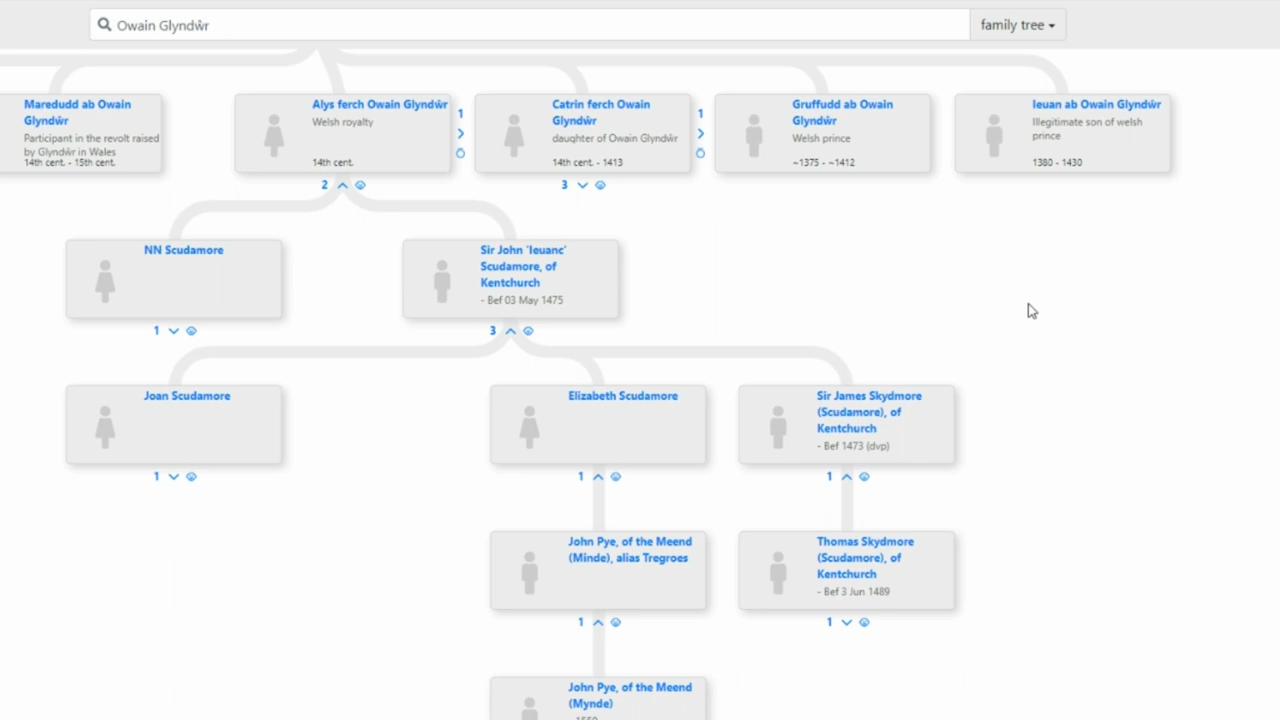 Owain Glyndŵr
family tree
Maredudd ab Owain
Glyndŵr
Participant in the revolt raised
by Glyndŵr in Wales
14th cent. - 15th cent.
Alys ferch Owain Glyndŵr
Welsh royalty
14th cent.
1
Catrin ferch Owain
Glyndŵr
daughter of Owain Glyndŵr
14th cent. - 1413
1
Gruffudd ab Owain
Glyndŵr
Welsh prince
~1375 - ~1412
Ieuan ab Owain Glyndŵr
Illegitimate son of welsh
prince
1380 - 1430
2
3
NN Scudamore
Sir John 'Ieuanc'
Scudamore, of
Kentchurch
- Bef 03 May 1475
1
3
Joan Scudamore
Elizabeth Scudamore
Sir James Skydmore
(Scudamore), of
Kentchurch
- Bef 1473 (dvp)
1
1
1
John Pye, of the Meend
(Minde), alias Tregroes
Thomas Skydmore
(Scudamore), of
Kentchurch
- Bef 3 Jun 1489
1
1
John Pye, of the Meend
(Mynde)
- 1550